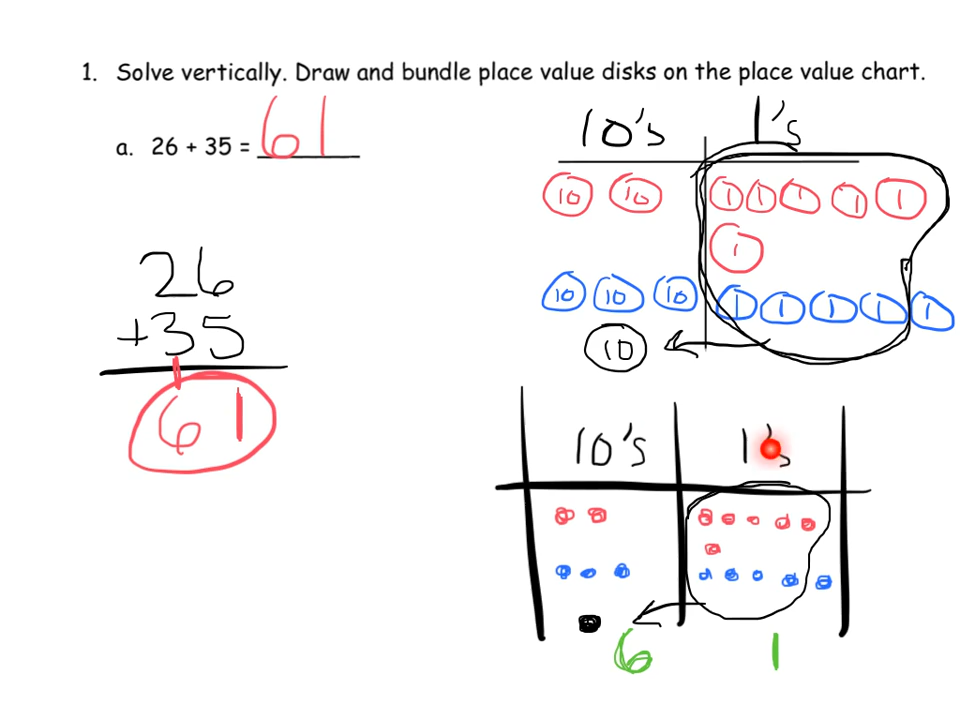 1. Solve vertically. Draw and bundle place value disks on the place value chart.
a. 26 + 35 = 61
10's 1's
10 10 1 1 1 1 1
1
10 10 10 1 1 1 1 1
10
26
+35
1
61
10's 1's
6 1